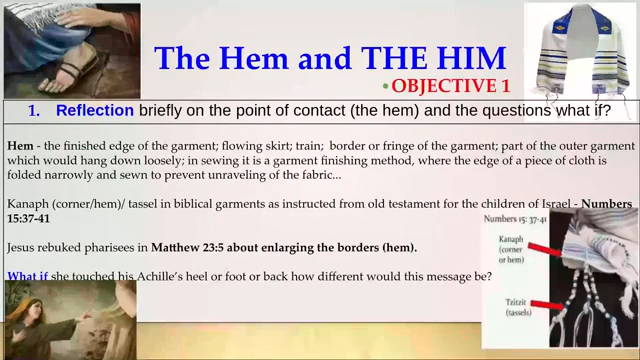 The Hem and THE HIM
•OBJECTIVE 1
1. Reflection briefly on the point of contact (the hem) and the questions what if?
Hem - the finished edge of the garment; flowing skirt; train; border or fringe of the garment; part of the outer garment
which would hang down loosely; in sewing it is a garment finishing method, where the edge of a piece of cloth is
folded narrowly and sewn to prevent unraveling of the fabric...
Kanaph (corner/hem)/ tassel in biblical garments as instructed from old testament for the children of Israel - Numbers
15:37-41
Jesus rebuked pharisees in Matthew 23:5 about enlarging the borders (hem).
What if she touched his Achille's heel or foot or back how different would this message be?
Numbers 15: 37-41
Kanaph
(corner
or hem)
Tzitzit
(tassels)